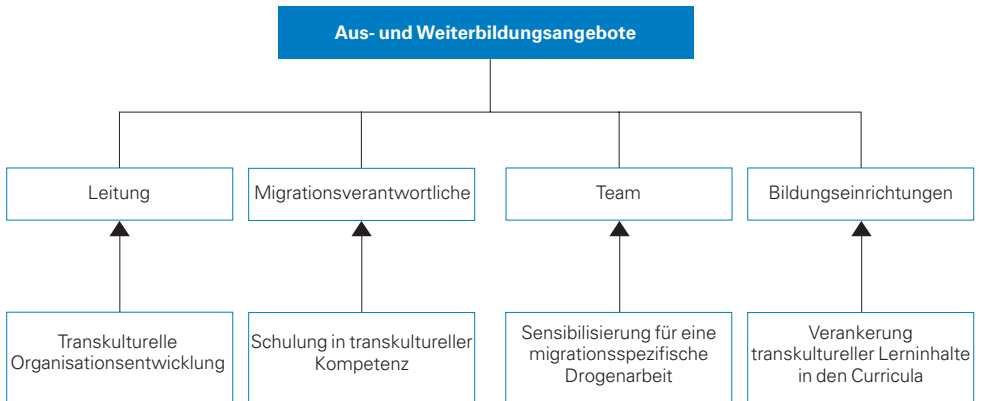 Aus- und Weiterbildungsangebote
Leitung
Migrationsverantwortliche
Team
Bildungseinrichtungen
Transkulturelle
Organisationsentwicklung
Schulung in transkultureller
Kompetenz
Sensibilisierung für eine
migrationsspezifische
Drogenarbeit
Verankerung
transkultureller Lerninhalte
in den Curricula